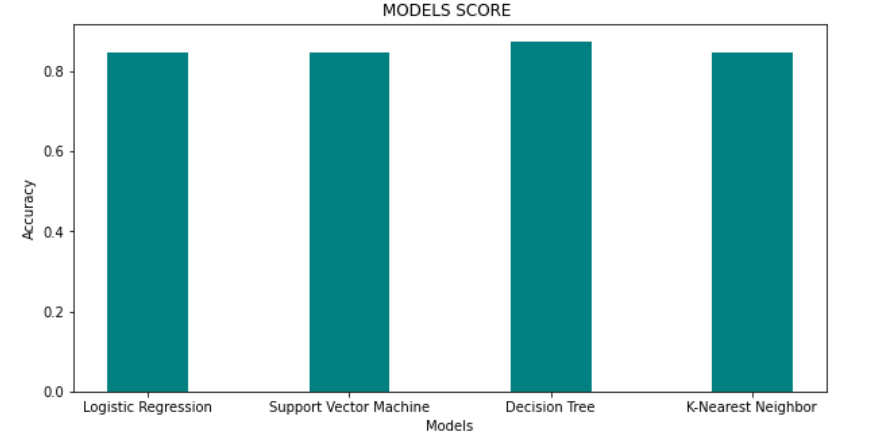 MODELS SCORE
0.8
0.6
0.4
0.2
0.0
Accuracy
Logistic Regression
Support Vector Machine
Decision Tree
K-Nearest Neighbor
Models